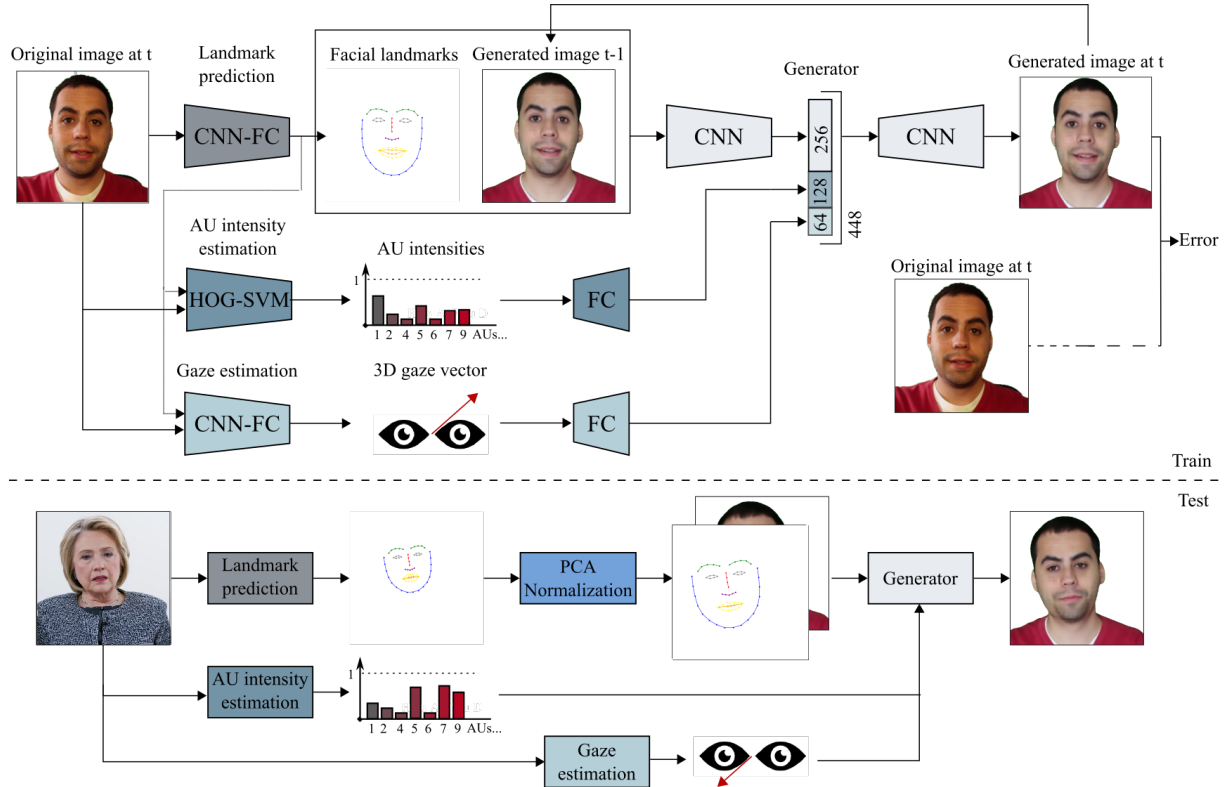 Original image at t
Landmark
prediction
CNN-FC
Facial landmarks
Generated image t-1
CNN
Generator
256
128
64
448
CNN
Generated image at t
Error
Original image at t
AU intensity
estimation
HOG-SVM
AU intensities
1
1 2 4 5 6 7 9 AUs...
FC
Gaze estimation
CNN-FC
3D gaze vector
FC
Train
Test
Landmark
prediction
PCA
Normalization
Generator
AU intensity
estimation
1
1 2 4 5 6 7 9 AUs...
Gaze
estimation